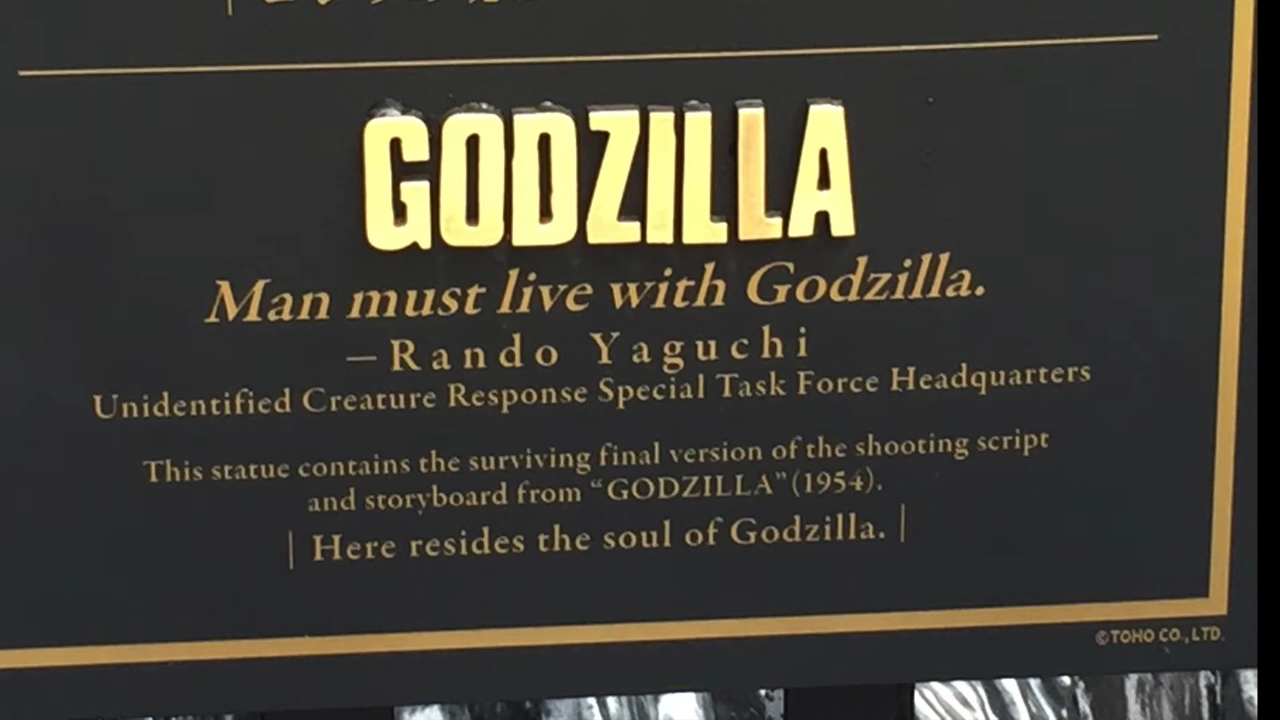 GODZILLA
Man must live with Godzilla.
—Rando Yaguchi
Unidentified Creature Response Special Task Force Headquarters
This statue contains the surviving final version of the shooting script
and storyboard from “GODZILLA” (1954).
| Here resides the soul of Godzilla. |
©TOHO CO., LTD.